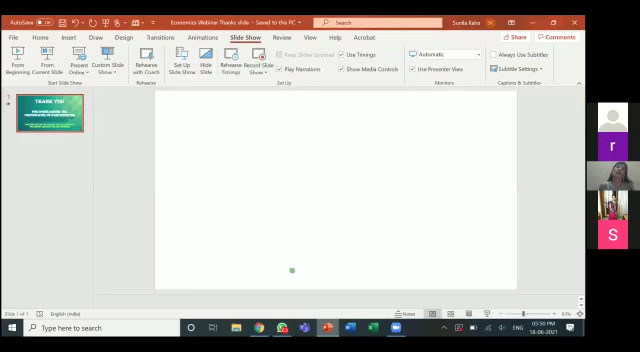 AutoSave Off
Economics Webinar Thanks slide - Saved to this PC
Search
Sunita Kalra
File Home Insert Draw Design Transitions Animations Slide Show Review View Help Acrobat
Share Comments
From Beginning
From Current Slide
Present Online
Custom Slide Show
Rehearse with Coach
Set Up Slide Show
Hide Slide
Rehearse Timings
Record Slide Show
Keep Slides Updated
Use Timings
Play Narrations
Show Media Controls
Automatic
Use Presenter View
Always Use Subtitles
Subtitle Settings
Start Slide Show
Rehearse
Set Up
Monitors
Captions & Subtitles
1
THANK YOU
r
S
Slide 1 of 1
English (India)
Notes
83%
Type here to search
ENG
05:50 PM
18-06-2021